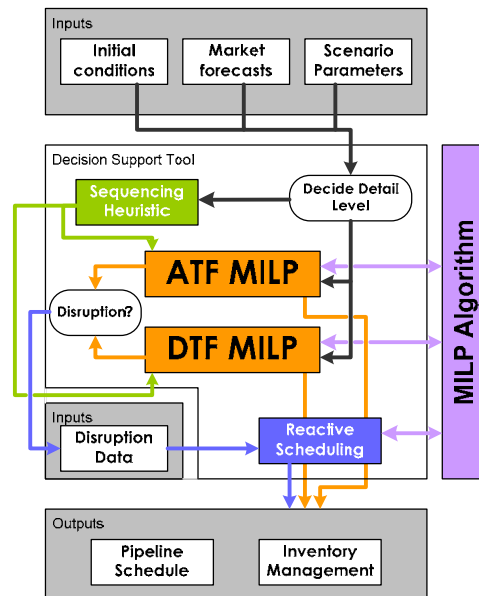 Inputs
Initial
conditions
Market
forecasts
Scenario
Parameters
Decision Support Tool
Sequencing
Heuristic
Decide Detail
Level
ATF MILP
Disruption?
DTF MILP
MILP Algorithm
Inputs
Disruption
Data
Reactive
Scheduling
Outputs
Pipeline
Schedule
Inventory
Management